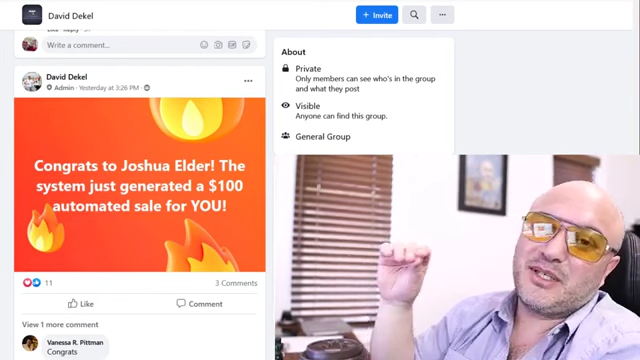 David Dekel
+ Invite
Write a comment...
David Dekel
Admin · Yesterday at 3:26 PM ·
Congrats to Joshua Elder! The
system just generated a $100
automated sale for YOU!
11
3 Comments
Like
Comment
View 1 more comment
Vanessa R. Pittman
Congrats
About
Private
Only members can see who's in the group
and what they post
Visible
Anyone can find this group.
General Group